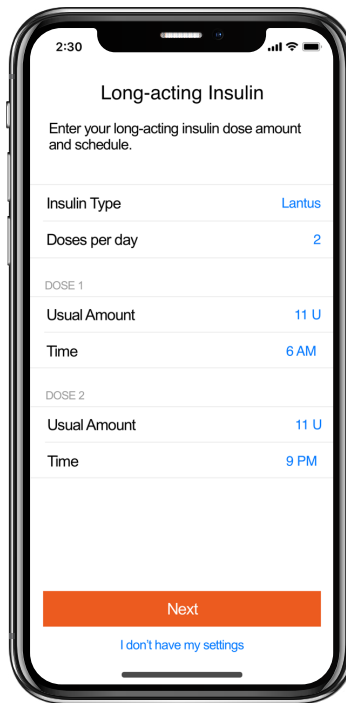 2:30
Long-acting Insulin
Enter your long-acting insulin dose amount
and schedule.
Insulin Type Lantus
Doses per day 2
DOSE 1
Usual Amount 11 U
Time 6 AM
DOSE 2
Usual Amount 11 U
Time 9 PM
Next
I don't have my settings